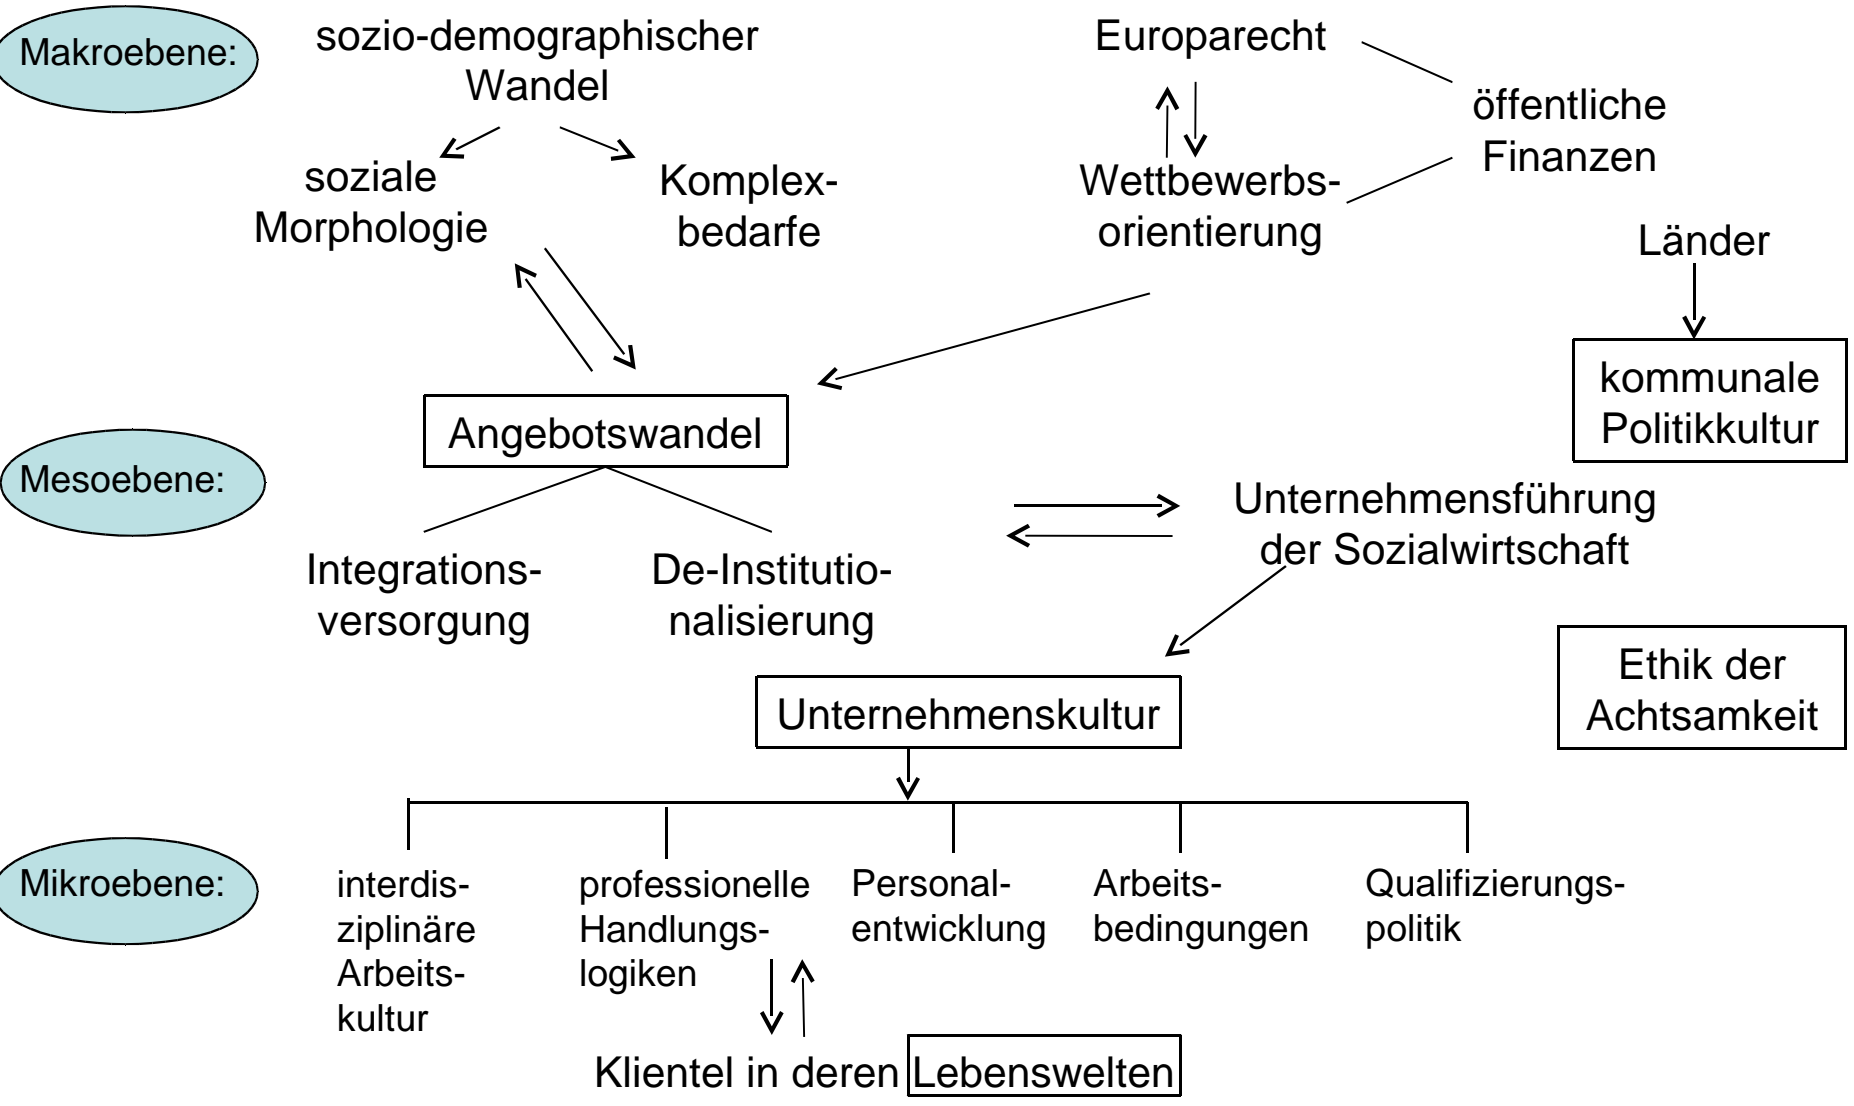 Makroebene:
sozio-demographischer
Wandel
Europarecht
öffentliche
Finanzen
soziale
Morphologie
Komplex-
bedarfe
Wettbewerbs-
orientierung
Länder
kommunale
Politikkultur
Angebotswandel
Mesoebene:
Unternehmensführung
der Sozialwirtschaft
Integrations-
versorgung
De-Institutio-
nalisierung
Ethik der
Achtsamkeit
Unternehmenskultur
Mikroebene:
interdis-
ziplinäre
Arbeits-
kultur
professionelle
Handlungs-
logiken
Personal-
entwicklung
Arbeits-
bedingungen
Qualifizierungs-
politik
Klientel in deren Lebenswelten